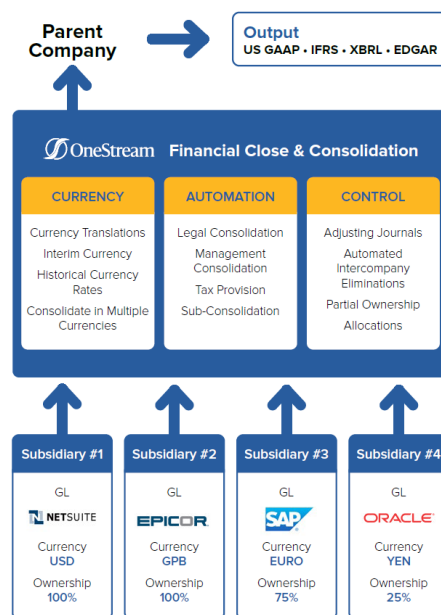 Parent
Company
Output
US GAAP • IFRS • XBRL • EDGAR
OneStream Financial Close & Consolidation
CURRENCY
Currency Translations
Interim Currency
Historical Currency
Rates
Consolidate in Multiple
Currencies
AUTOMATION
Legal Consolidation
Management
Consolidation
Tax Provision
Sub-Consolidation
CONTROL
Adjusting Journals
Automated
Intercompany
Eliminations
Partial Ownership
Allocations
Subsidiary #1
GL
NETSUITE
Currency
USD
Ownership
100%
Subsidiary #2
GL
EPICOR
Currency
GPB
Ownership
100%
Subsidiary #3
GL
SAP
Currency
EURO
Ownership
75%
Subsidiary #4
GL
ORACLE
Currency
YEN
Ownership
25%